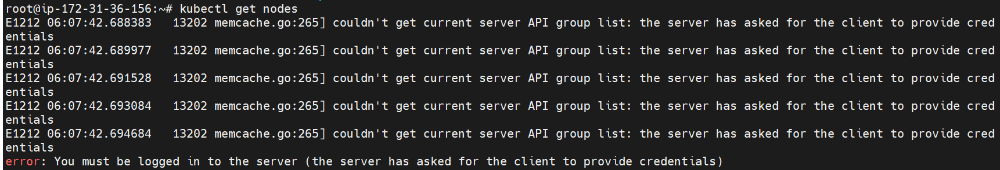 root@ip-172-31-36-156:~# kubectl get nodes
E1212 06:07:42.688383   13202 memcache.go:265] couldn't get current server API group list: the server has asked for the client to provide cred
entials
E1212 06:07:42.689977   13202 memcache.go:265] couldn't get current server API group list: the server has asked for the client to provide cred
entials
E1212 06:07:42.691528   13202 memcache.go:265] couldn't get current server API group list: the server has asked for the client to provide cred
entials
E1212 06:07:42.693084   13202 memcache.go:265] couldn't get current server API group list: the server has asked for the client to provide cred
entials
E1212 06:07:42.694684   13202 memcache.go:265] couldn't get current server API group list: the server has asked for the client to provide cred
entials
error: You must be logged in to the server (the server has asked for the client to provide credentials)